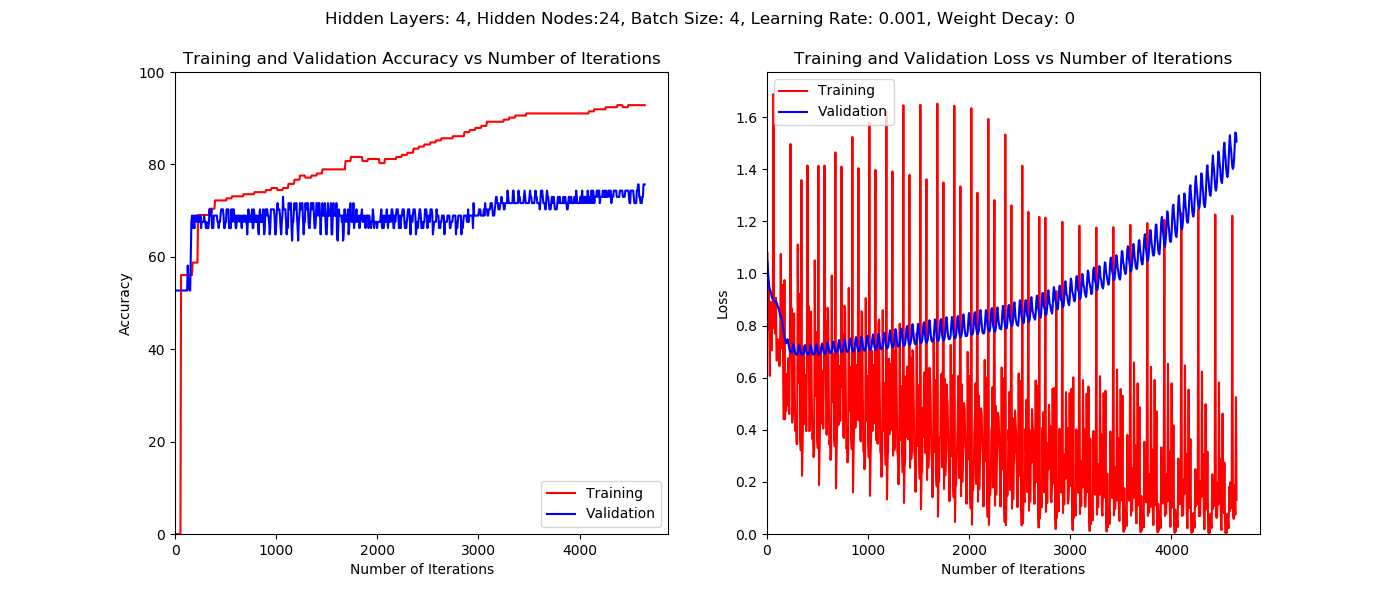 Hidden Layers: 4, Hidden Nodes:24, Batch Size: 4, Learning Rate: 0.001, Weight Decay: 0
Training and Validation Accuracy vs Number of Iterations
100
80
60
40
20
0
Accuracy
0 1000 2000 3000 4000
Number of Iterations
Training
Validation
Training and Validation Loss vs Number of Iterations
Training
Validation
1.6
1.4
1.2
1.0
0.8
0.6
0.4
0.2
0.0
Loss
0 1000 2000 3000 4000
Number of Iterations